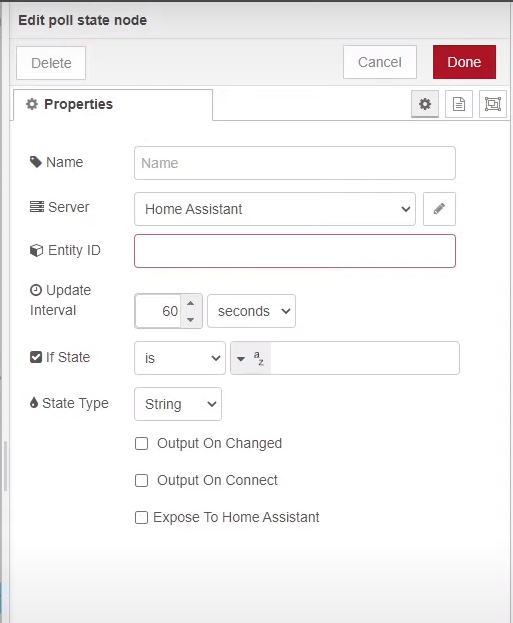 Edit poll state node
Delete
Cancel
Done
Properties
Name
Name
Server
Home Assistant
Entity ID
Update
Interval
60
seconds
If State
is
a
z
State Type
String
Output On Changed
Output On Connect
Expose To Home Assistant